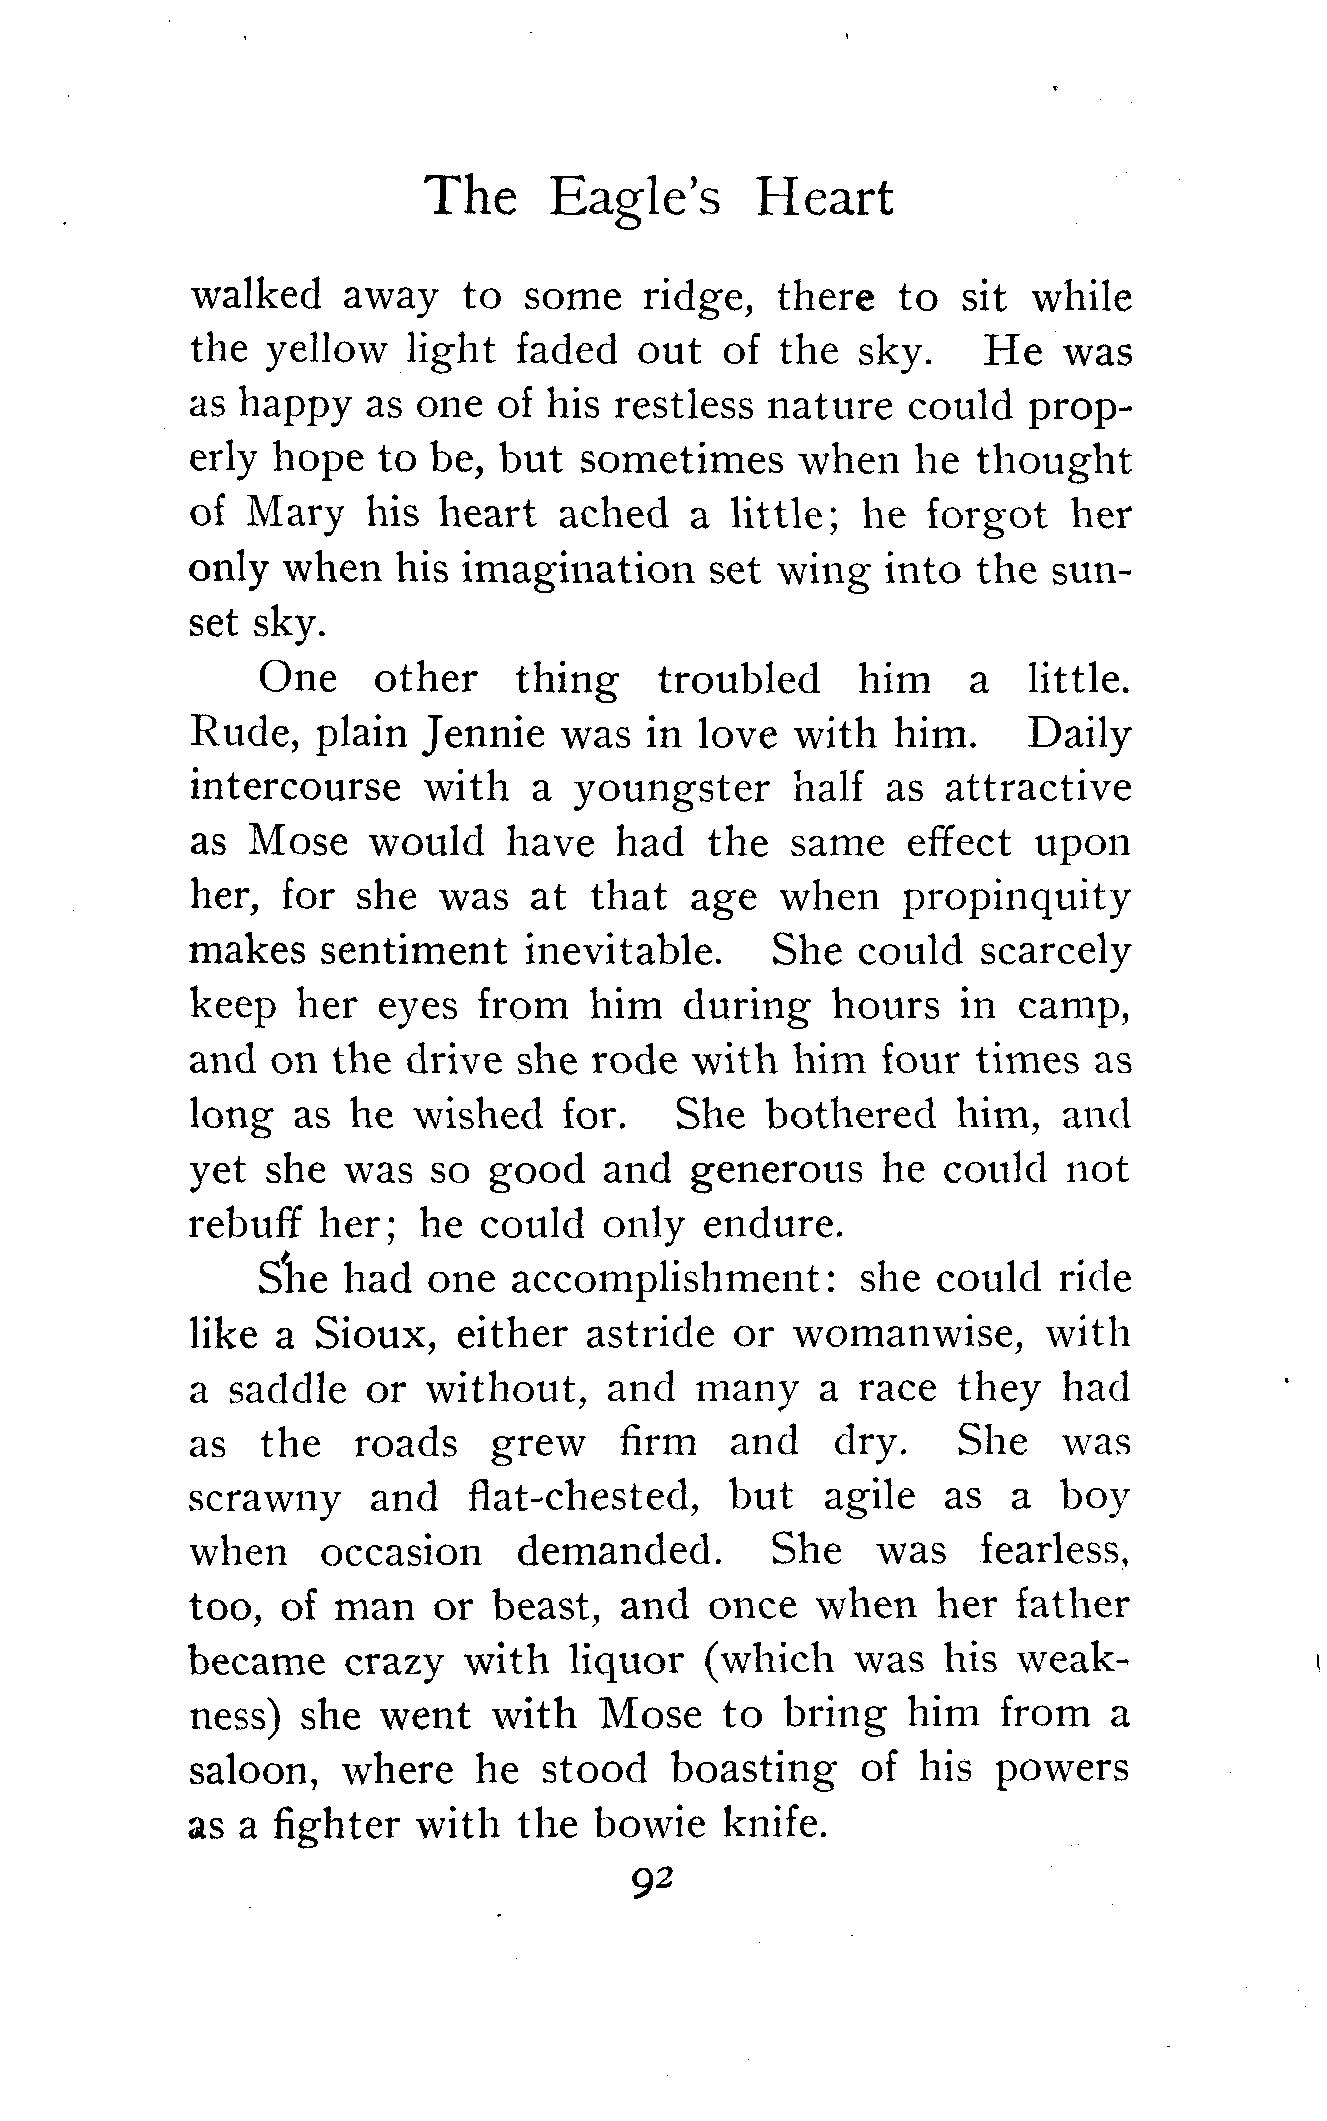 The Eagle's Heart
walked away to some ridge, there to sit while
the yellow light faded out of the sky. He was
as happy as one of his restless nature could prop-
erly hope to be, but sometimes when he thought
of Mary his heart ached a little; he forgot her
only when his imagination set wing into the sun-
set sky.
One other thing troubled him a little.
Rude, plain Jennie was in love with him. Daily
intercourse with a youngster half as attractive
as Mose would have had the same effect upon
her, for she was at that age when propinquity
makes sentiment inevitable. She could scarcely
keep her eyes from him during hours in camp,
and on the drive she rode with him four times as
long as he wished for. She bothered him, and
yet she was so good and generous he could not
rebuff her; he could only endure.
She had one accomplishment: she could ride
like a Sioux, either astride or womanwise, with
a saddle or without, and many a race they had
as the roads grew firm and dry. She was
scrawny and flat-chested, but agile as a boy
when occasion demanded. She was fearless,
too, of man or beast, and once when her father
became crazy with liquor (which was his weak-
ness) she went with Mose to bring him from a
saloon, where he stood boasting of his powers
as a fighter with the bowie knife.
92